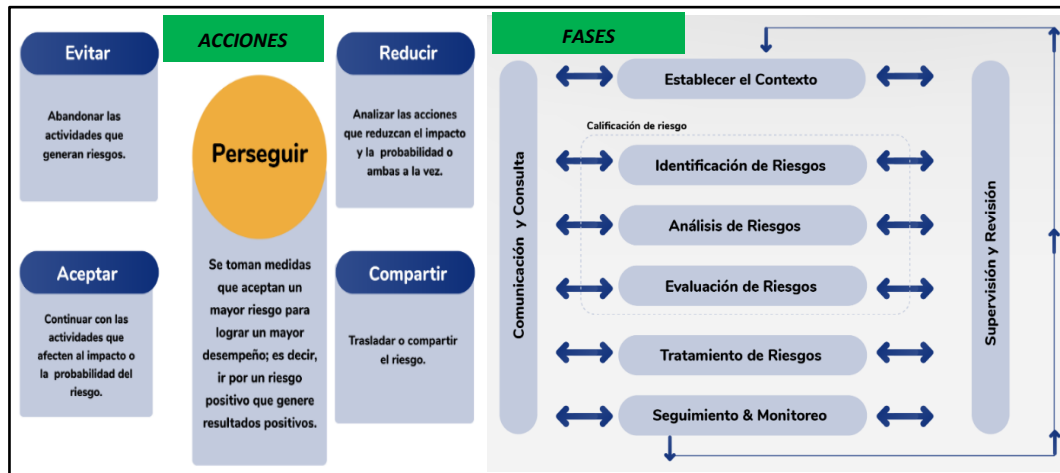 ACCIONES
Evitar
Abandonar las
actividades que
generan riesgos.
Perseguir
Se toman medidas
que aceptan un
mayor riesgo para
lograr un mayor
desempeño; es decir,
ir por un riesgo
positivo que genere
resultados positivos.
Reducir
Analizar las acciones
que reduzcan el impacto
y la probabilidad o
ambas a la vez.
Aceptar
Continuar con las
actividades que
afecten al impacto o
la probabilidad del
riesgo.
Compartir
Trasladar o compartir
el riesgo.
FASES
Comunicación y Consulta
Establecer el Contexto
Calificación de riesgo
Identificación de Riesgos
Análisis de Riesgos
Evaluación de Riesgos
Tratamiento de Riesgos
Seguimiento & Monitoreo
Supervisión y Revisión